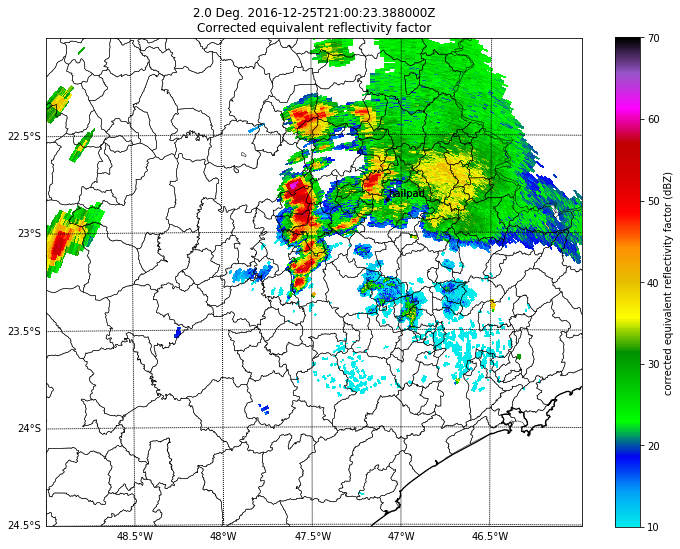 2.0 Deg. 2016-12-25T21:00:23.388000Z
Corrected equivalent reflectivity factor
22.5°S
23°S
23.5°S
24°S
24.5°S
48.5°W
48°W
47.5°W
47°W
46.5°W
70
60
50
40
30
20
10
corrected equivalent reflectivity factor (dBZ)